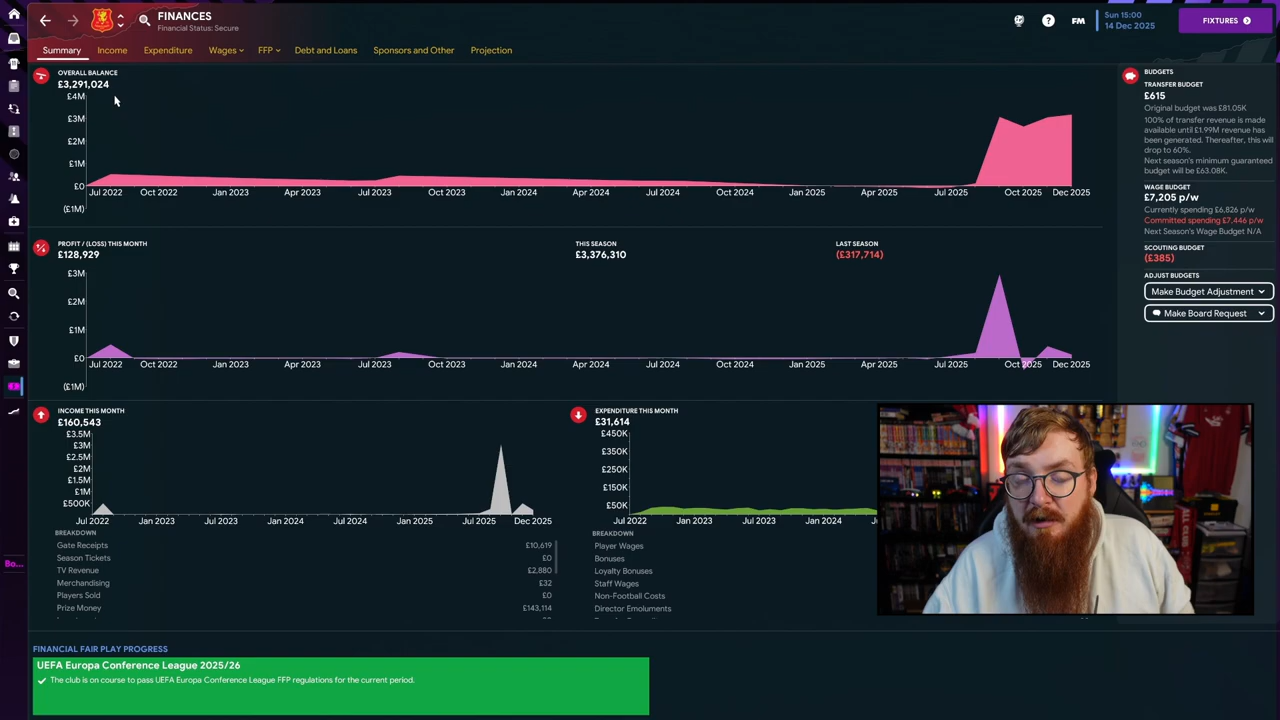 FINANCES
Financial Status: Secure
FM
Sun 15:00
14 Dec 2025
FIXTURES
Summary
Income
Expenditure
Wages
FFP
Debt and Loans
Sponsors and Other
Projection
OVERALL BALANCE
£3,291,024
£4M
£3M
£2M
£1M
£0
(£1M)
Jul 2022 Oct 2022 Jan 2023 Apr 2023 Jul 2023 Oct 2023 Jan 2024 Apr 2024 Jul 2024 Oct 2024 Jan 2025 Apr 2025 Jul 2025 Oct 2025 Dec 2025
PROFIT / (LOSS) THIS MONTH
£128,929
THIS SEASON
£3,376,310
LAST SEASON
(£317,714)
£3M
£2M
£1M
£0
(£1M)
Jul 2022 Oct 2022 Jan 2023 Apr 2023 Jul 2023 Oct 2023 Jan 2024 Apr 2024 Jul 2024 Oct 2024 Jan 2025 Apr 2025 Jul 2025 Oct 2025 Dec 2025
INCOME THIS MONTH
£160,543
£3.5M
£3M
£2.5M
£2M
£1.5M
£1M
£500K
Jul 2022 Jan 2023 Jul 2023 Jan 2024 Jul 2024 Jan 2025 Jul 2025 Dec 2025
BREAKDOWN
Gate Receipts £10,619
Season Tickets £0
TV Revenue £2,880
Merchandising £32
Players Sold £0
Prize Money £143,114
EXPENDITURE THIS MONTH
£31,614
£450K
£350K
£250K
£150K
£50K
Jul 2022 Jan 2023 Jul 2023 Jan 2024
BREAKDOWN
Player Wages
Bonuses
Loyalty Bonuses
Staff Wages
Non-Football Costs
Director Emoluments
BUDGETS
TRANSFER BUDGET
£615
Original budget was £81.05K
100% of transfer revenue is made
available until £1.99M revenue has
been generated. Thereafter, this will
drop to 60%.
Next season's minimum guaranteed
budget will be £63.08K.
WAGE BUDGET
£7,205 p/w
Currently spending £6,826 p/w
Committed spending £7,446 p/w
Next Season's Wage Budget N/A
SCOUTING BUDGET
(£385)
ADJUST BUDGETS
Make Budget Adjustment
Make Board Request
Bo...
FINANCIAL FAIR PLAY PROGRESS
UEFA Europa Conference League 2025/26
The club is on course to pass UEFA Europa Conference League FFP regulations for the current period.